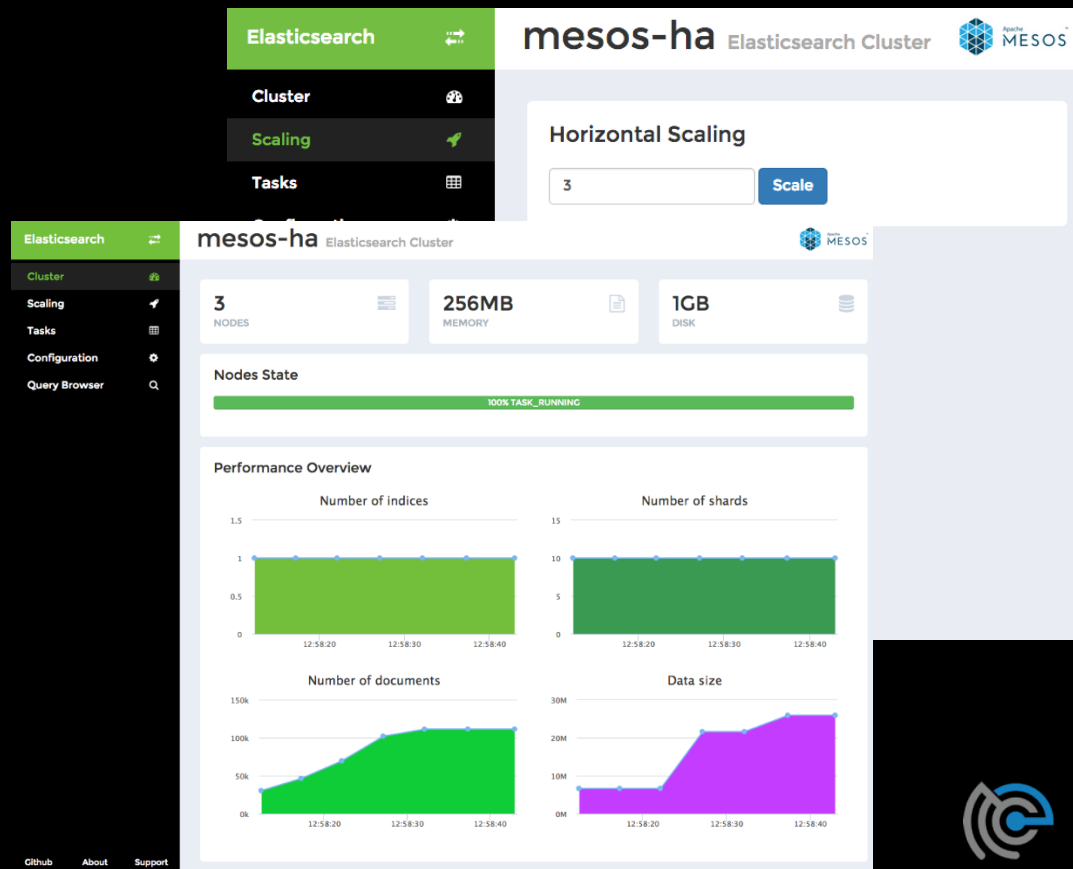 Elasticsearch
mesos-ha Elasticsearch Cluster
Apache
MESOS
Cluster
Scaling
Tasks
Horizontal Scaling
3
Scale
Elasticsearch
mesos-ha Elasticsearch Cluster
MESOS
Cluster
Scaling
Tasks
Configuration
Query Browser
3
NODES
256MB
MEMORY
1GB
DISK
Nodes State
100% TASK_RUNNING
Performance Overview
Number of indices
1.5
1
0.5
0
12:58:20 12:58:30 12:58:40
Number of shards
15
10
5
0
12:58:20 12:58:30 12:58:40
Number of documents
150k
100k
50k
0k
12:58:20 12:58:30 12:58:40
Data size
30M
20M
10M
0M
12:58:20 12:58:30 12:58:40
Github About Support